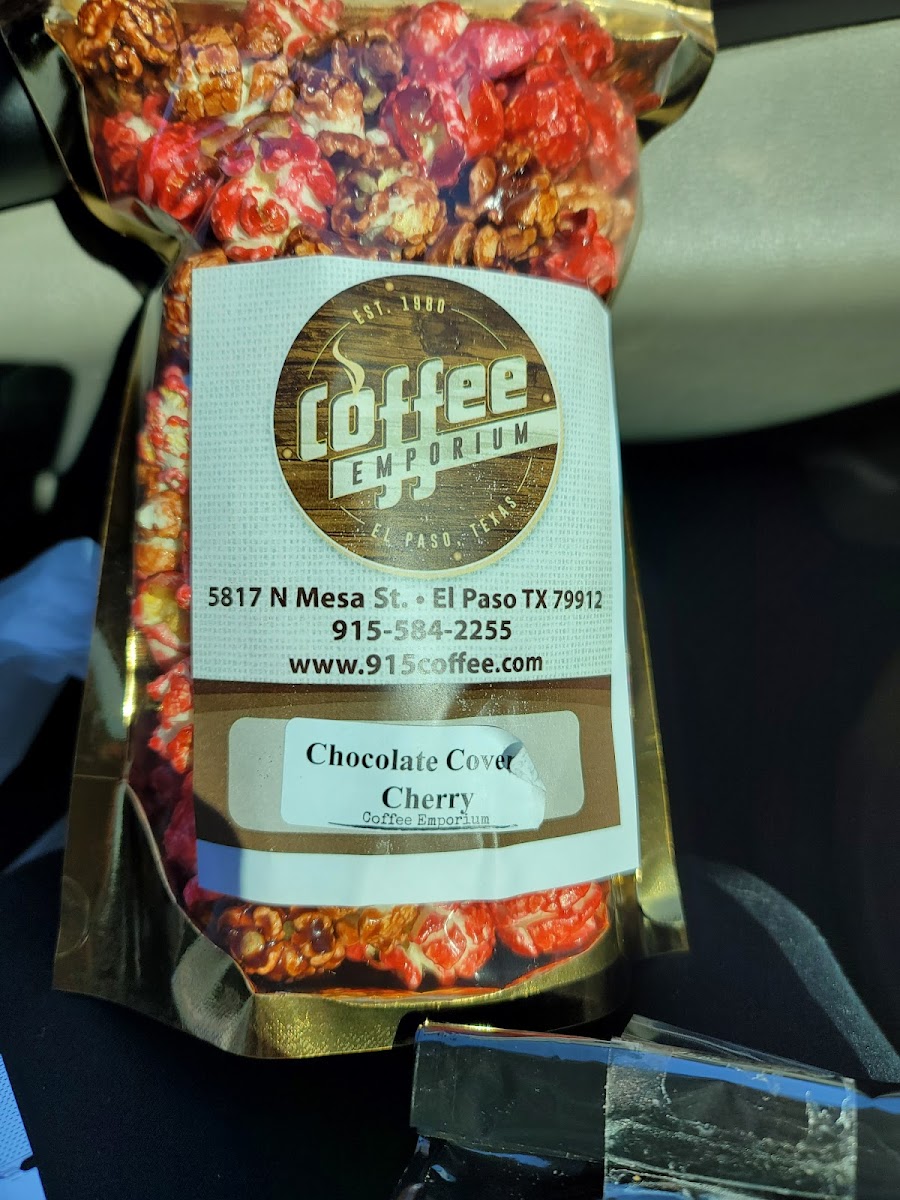 EST. 1980
Coffee
EMPORIUM
EL PASO, TEXAS
5817 N Mesa St. • El Paso TX 79912
915-584-2255
www.915coffee.com
Chocolate Cover
Cherry
Coffee Emporium